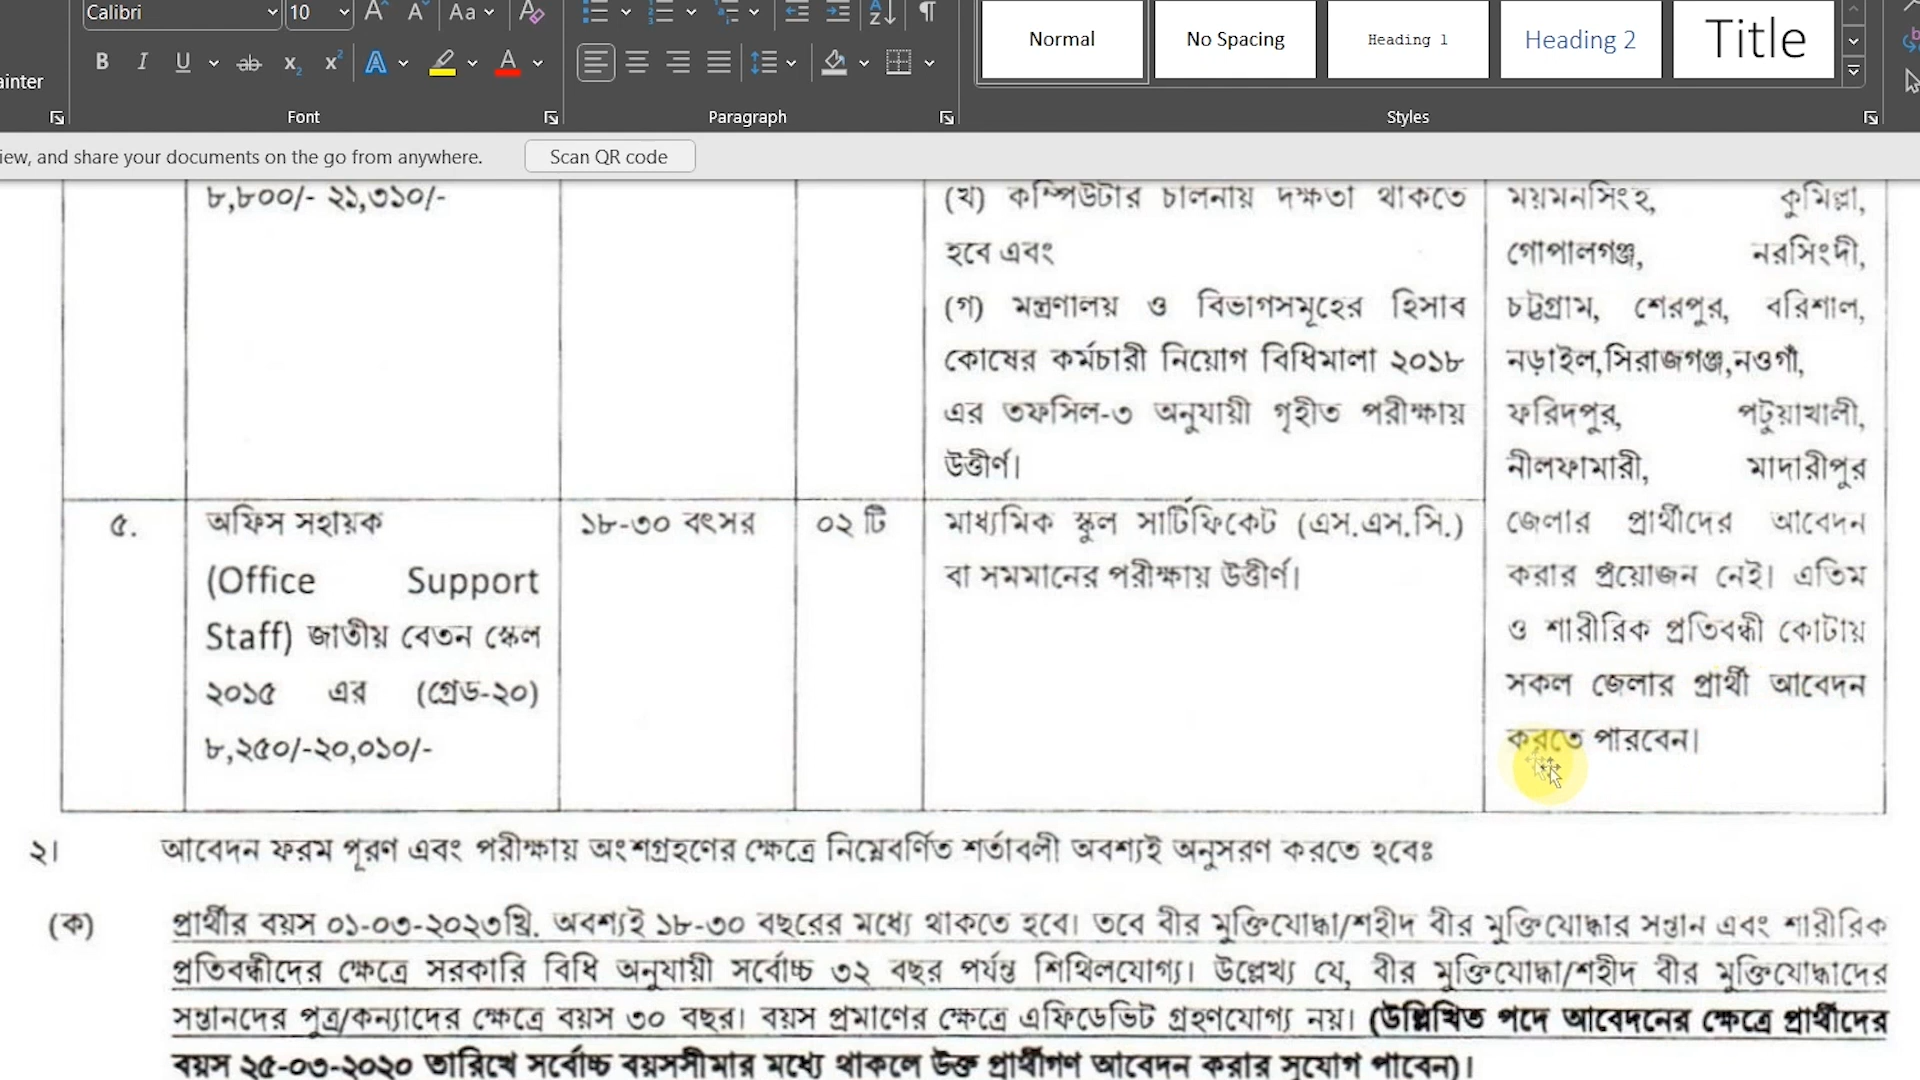 Calibri
10
Aa
ainter
Font
Paragraph
Styles
Normal
No Spacing
Heading 1
Heading 2
Title
iew, and share your documents on the go from anywhere.
Scan QR code
৮,৮০০/- ২১,৩১০/-
(খ) কম্পিউটার চালনায় দক্ষতা থাকতে
হবে এবং
(গ) মন্ত্রণালয় ও বিভাগসমূহের হিসাব
কোষের কর্মচারী নিয়োগ বিধিমালা ২০১৮
এর তফসিল-৩ অনুযায়ী গৃহীত পরীক্ষায়
উত্তীর্ণ।
ময়মনসিংহ, কুমিল্লা,
গোপালগঞ্জ, নরসিংদী,
চট্টগ্রাম, শেরপুর, বরিশাল,
নড়াইল,সিরাজগঞ্জ,নওগাঁ,
ফরিদপুর, পটুয়াখালী,
নীলফামারী, মাদারীপুর
জেলার প্রার্থীদের আবেদন
করার প্রয়োজন নেই। এতিম
ও শারীরিক প্রতিবন্ধী কোটায়
সকল জেলার প্রার্থী আবেদন
করতে পারবেন।
৫.
অফিস সহায়ক
(Office Support
Staff) জাতীয় বেতন স্কেল
২০১৫ এর (গ্রেড-২০)
৮,২৫০/-২০,০১০/-
১৮-৩০ বৎসর
০২ টি
মাধ্যমিক স্কুল সার্টিফিকেট (এস.এস.সি.)
বা সমমানের পরীক্ষায় উত্তীর্ণ।
২। আবেদন ফরম পূরণ এবং পরীক্ষায় অংশগ্রহণের ক্ষেত্রে নিম্নেবর্ণিত শর্তাবলী অবশ্যই অনুসরণ করতে হবেঃ
(ক) প্রার্থীর বয়স ০১-০৩-২০২৩খ্রি. অবশ্যই ১৮-৩০ বছরের মধ্যে থাকতে হবে। তবে বীর মুক্তিযোদ্ধা/শহীদ বীর মুক্তিযোদ্ধার সন্তান এবং শারীরিক
প্রতিবন্ধীদের ক্ষেত্রে সরকারি বিধি অনুযায়ী সর্বোচ্চ ৩২ বছর পর্যন্ত শিথিলযোগ্য। উল্লেখ্য যে, বীর মুক্তিযোদ্ধা/শহীদ বীর মুক্তিযোদ্ধাদের
সন্তানদের পুত্র/কন্যাদের ক্ষেত্রে বয়স ৩০ বছর। বয়স প্রমাণের ক্ষেত্রে এফিডেভিট গ্রহণযোগ্য নয়। (উল্লিখিত পদে আবেদনের ক্ষেত্রে প্রার্থীদের
বয়স ২৫-০৩-২০২০ তারিখে সর্বোচ্চ বয়সসীমার মধ্যে থাকলে উক্ত প্রার্থীগণ আবেদন করার সুযোগ পাবেন)।